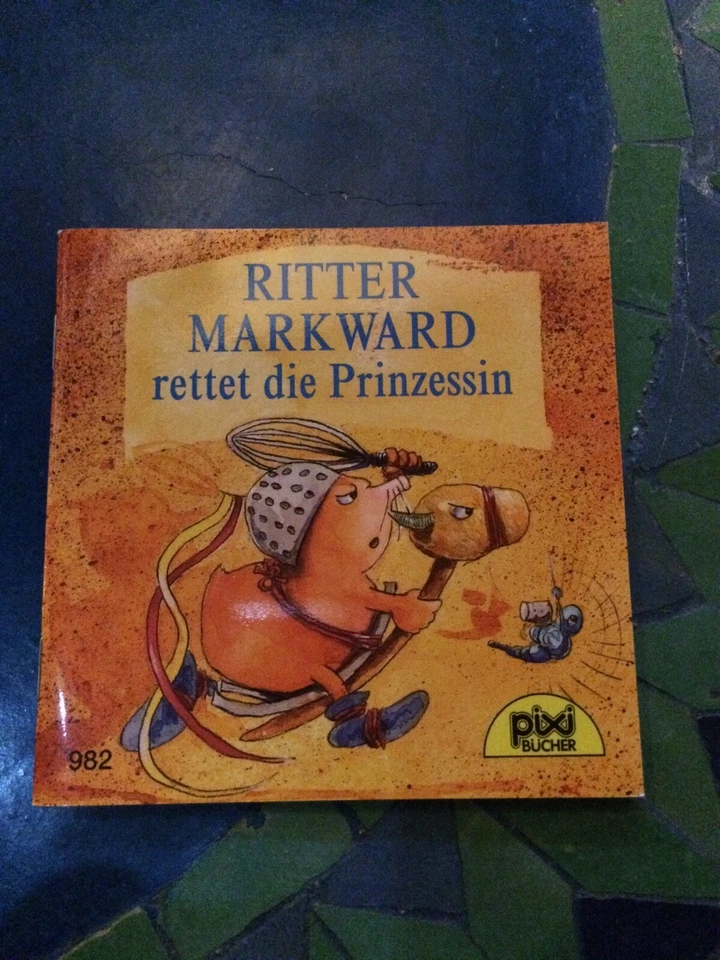 RITTER
MARKWARD
rettet die Prinzessin
982
pixi
BÜCHER